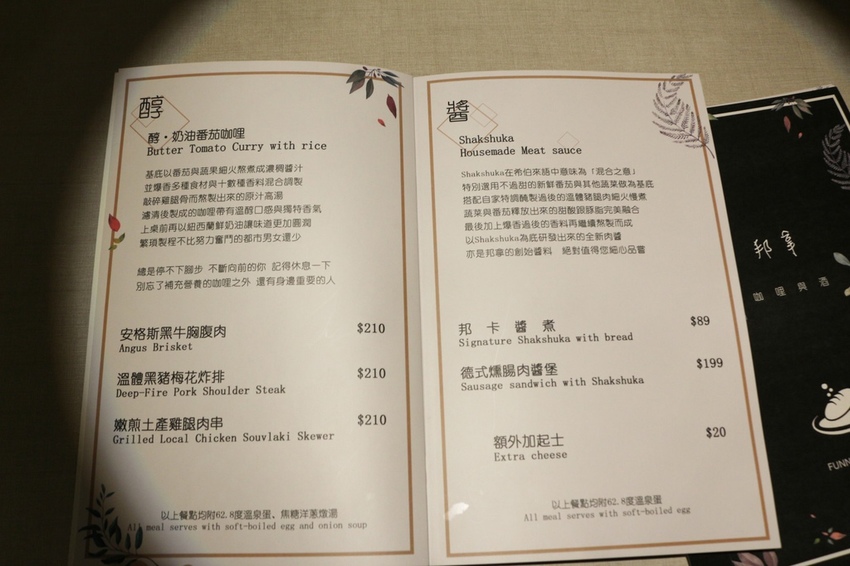 醇
醇·奶油番茄咖哩
Butter Tomato Curry with rice
基底以番茄與蔬果細火熬煮成濃稠醬汁
並爆香多種食材與十數種香料混合調製
敲碎雞腿骨而熬製出來的原汁高湯
濾清後製成的咖哩帶有溫醇口感與獨特香氣
上桌前再以紐西蘭鮮奶油讓味道更加圓潤
繁瑣製程不比努力奮鬥的都市男女還少
總是停不下腳步 不斷向前的你 記得休息一下
別忘了補充營養的咖哩之外 還有身邊重要的人
安格斯黑牛胸腹肉 $210
Angus Brisket
溫體黑豬梅花炸排 $210
Deep-Fire Pork Shoulder Steak
嫩煎土產雞腿肉串 $210
Grilled Local Chicken Souvlaki Skewer
以上餐點均附62.8度溫泉蛋、焦糖洋蔥燉湯
All meal serves with soft-boiled egg and onion soup
醬
Shakshuka
Housemade Meat sauce
Shakshuka在希伯來語中意味為「混合之意」
特別選用不過甜的新鮮番茄與其他蔬菜做為基底
搭配自家特調醃製過後的溫體豬腿肉細火慢煮
蔬菜與番茄釋放出來的甜酸跟豚脂完美融合
最後加上爆香過後的香料再繼續熬製而成
以Shakshuka為底研發出來的全新肉醬
亦是邦拿的創始醬料 絕對值得您細心品嘗
邦卡醬煮 $89
Signature Shakshuka with bread
德式燻腸肉醬堡 $199
Sausage sandwich with Shakshuka
額外加起士 $20
Extra cheese
以上餐點均附62.8度溫泉蛋
All meal serves with soft-boiled egg
邦拿
咖哩與酒
FUNN